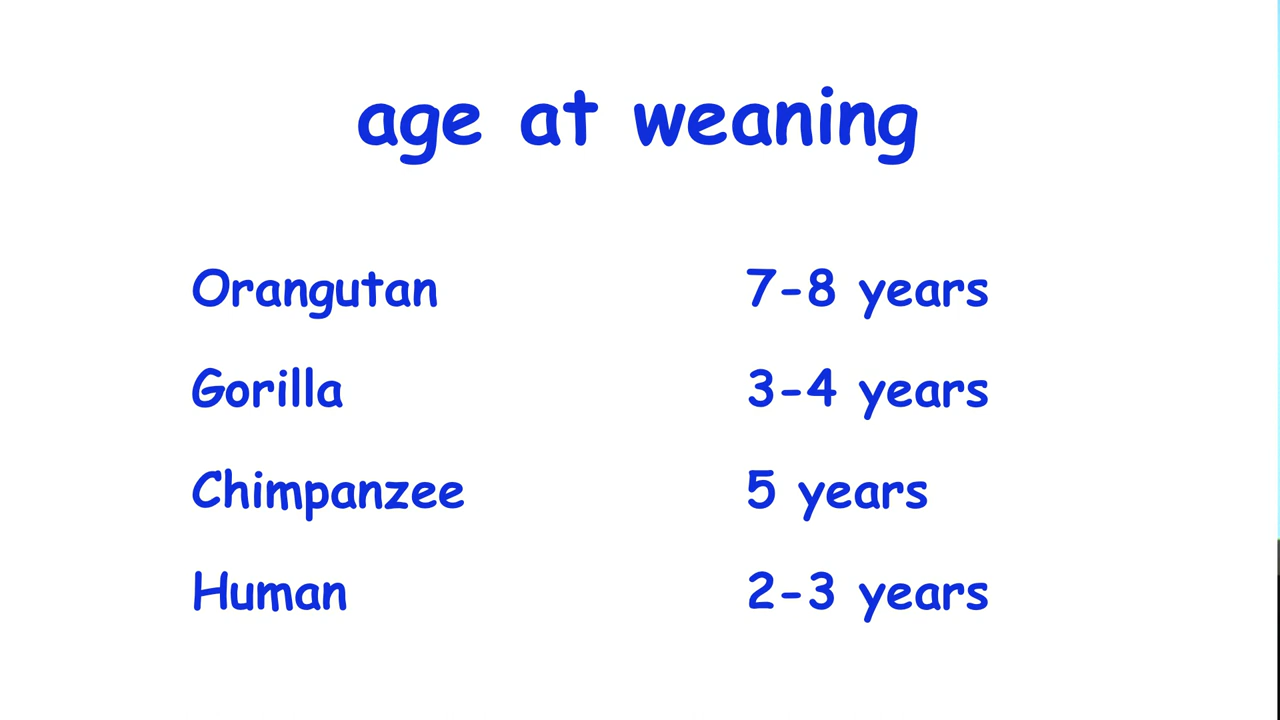 age at weaning
Orangutan 7-8 years
Gorilla 3-4 years
Chimpanzee 5 years
Human 2-3 years